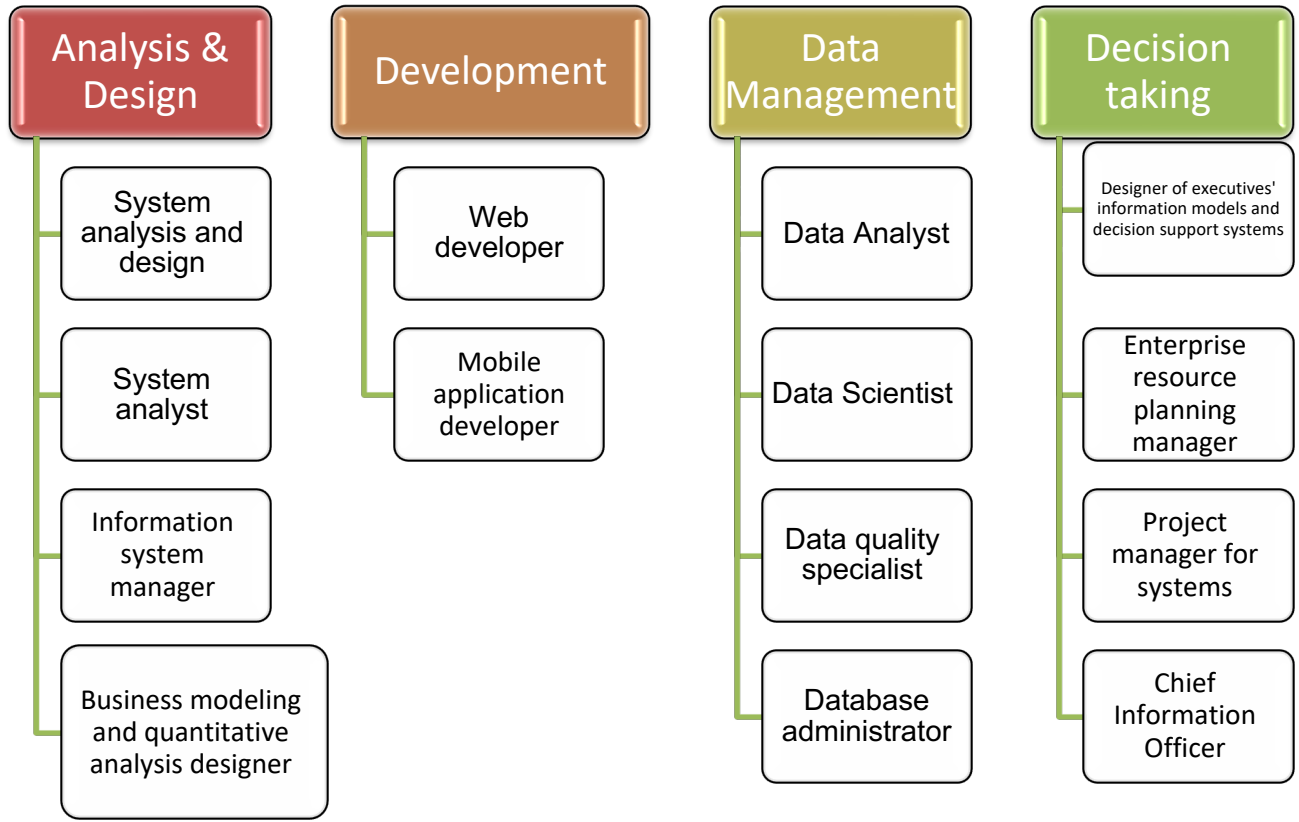 Analysis &
Design
System
analysis and
design
System
analyst
Information
system
manager
Business modeling
and quantitative
analysis designer
Development
Web
developer
Mobile
application
developer
Data
Management
Data Analyst
Data Scientist
Data quality
specialist
Database
administrator
Decision
taking
Designer of executives'
information models and
decision support systems
Enterprise
resource
planning
manager
Project
manager for
systems
Chief
Information
Officer